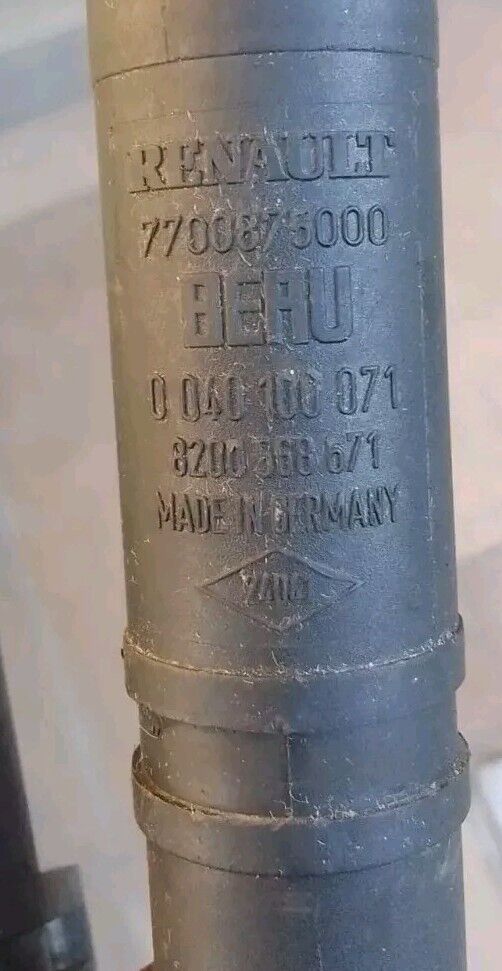 RENAULT
7700875000
BERU
0 040 100 071
8200 568 671
MADE IN GERMANY